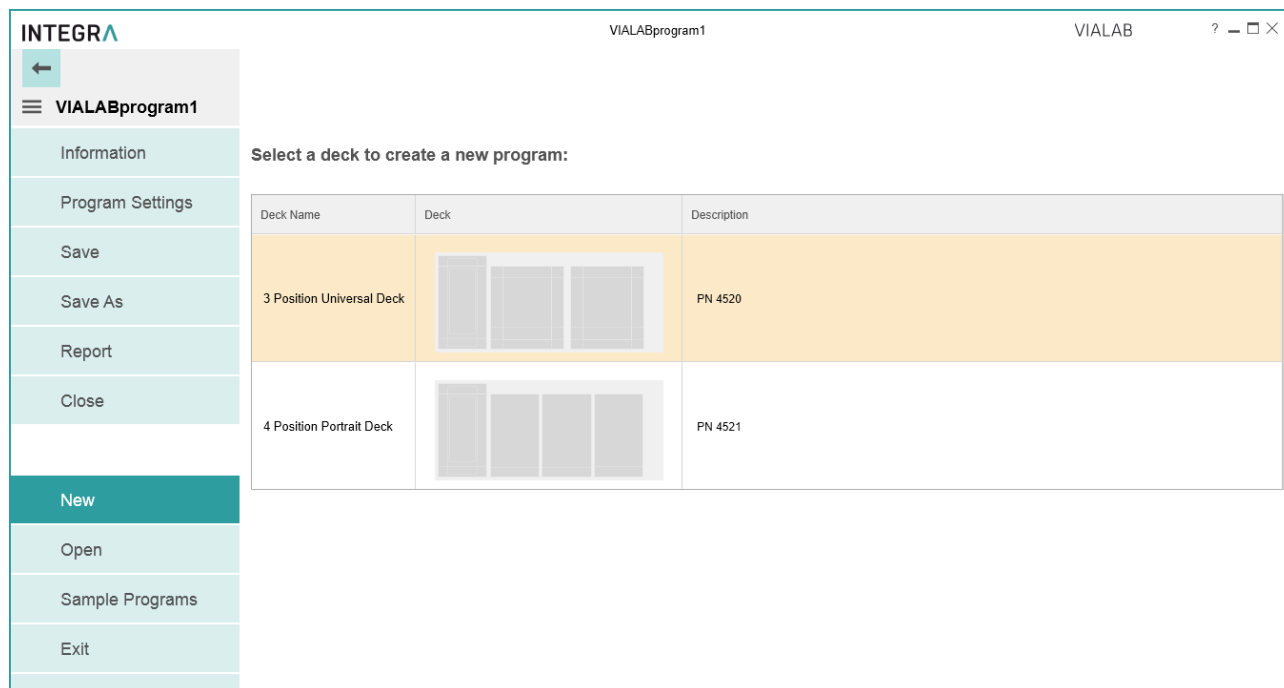 INTEGRA VIALABprogram1 VIALAB ?
VIALABprogram1
Information
Program Settings
Save
Save As
Report
Close
New
Open
Sample Programs
Exit
Select a deck to create a new program:
Deck Name Deck Description
3 Position Universal Deck PN 4520
4 Position Portrait Deck PN 4521